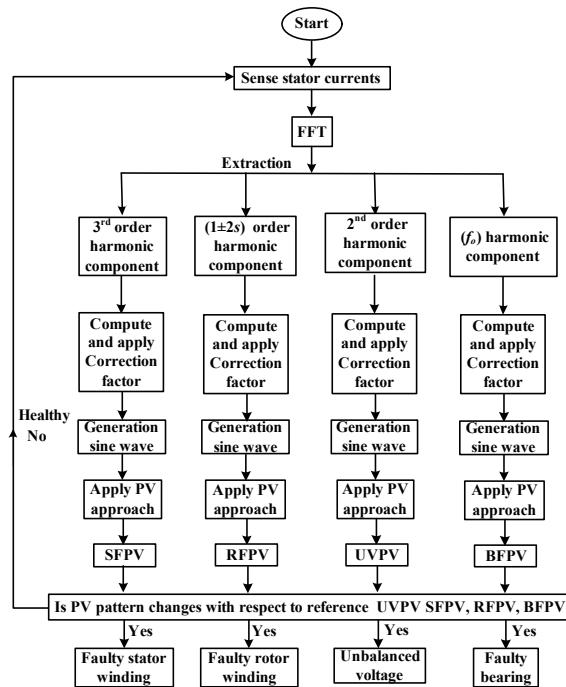 Start
Sense stator currents
FFT
Extraction
3rd order
harmonic
component
(1±2s) order
harmonic
component
2nd order
harmonic
component
(fo) harmonic
component
Compute
and apply
Correction
factor
Compute
and apply
Correction
factor
Compute
and apply
Correction
factor
Compute
and apply
Correction
factor
Healthy
No
Generation
sine wave
Generation
sine wave
Generation
sine wave
Generation
sine wave
Apply PV
approach
Apply PV
approach
Apply PV
approach
Apply PV
approach
SFPV
RFPV
UVPV
BFPV
Is PV pattern changes with respect to reference UVPV SFPV, RFPV, BFPV
Yes
Yes
Yes
Yes
Faulty stator
winding
Faulty rotor
winding
Unbalanced
voltage
Faulty
bearing